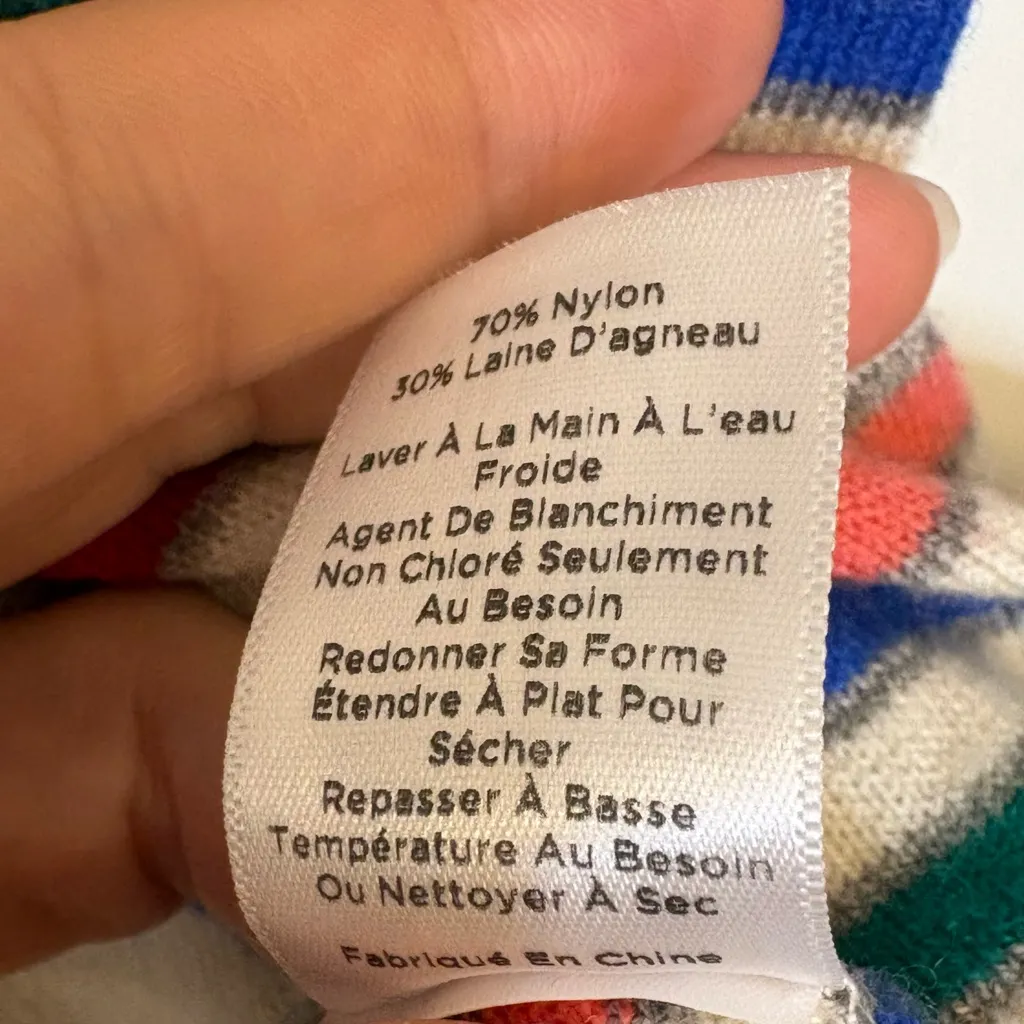 70% Nylon
30% Laine D'agneau
Laver À La Main À L'eau
Froide
Agent De Blanchiment
Non Chloré Seulement
Au Besoin
Redonner Sa Forme
Étendre À Plat Pour
Sécher
Repasser À Basse
Température Au Besoin
Ou Nettoyer À Sec
Fabriqué En Chine